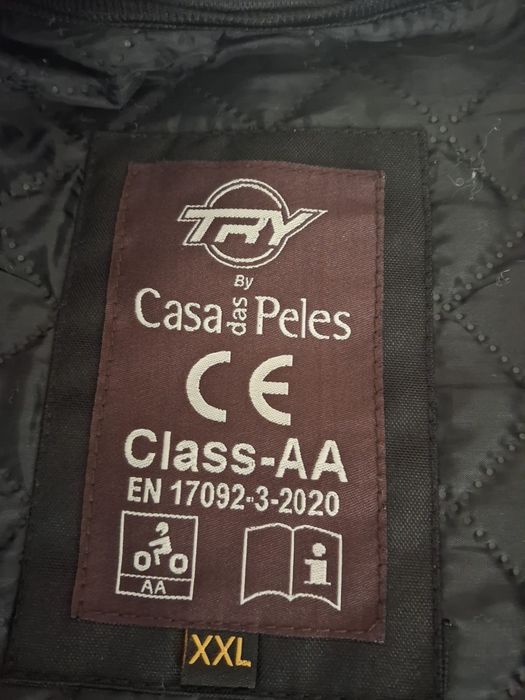 TRY
By
Casa das Peles
CE
Class-AA
EN 17092-3-2020
AA
i
XXL